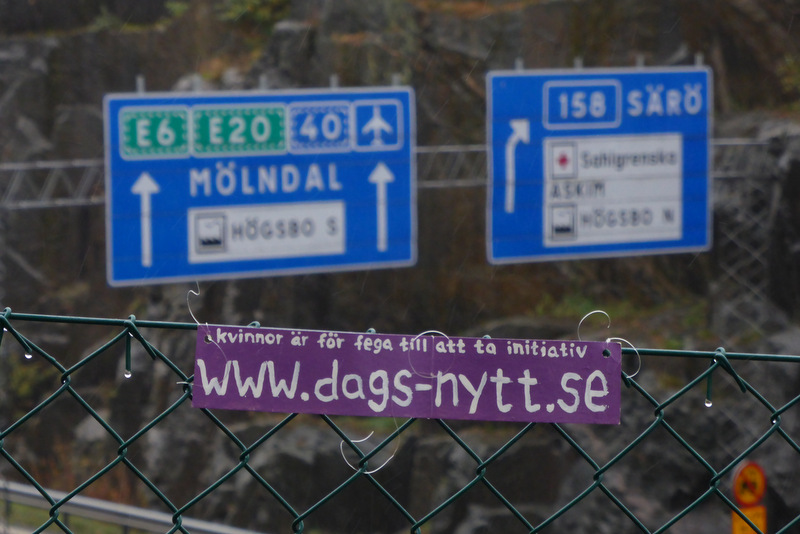 E6 E20 40
MÖLNDAL
HÖGSBO S
158 SÄRÖ
Sahlgrenska
ASKIM
HÖGSBO N
kvinnor är för fega till att ta initiativ
WWW.dags-nytt.se